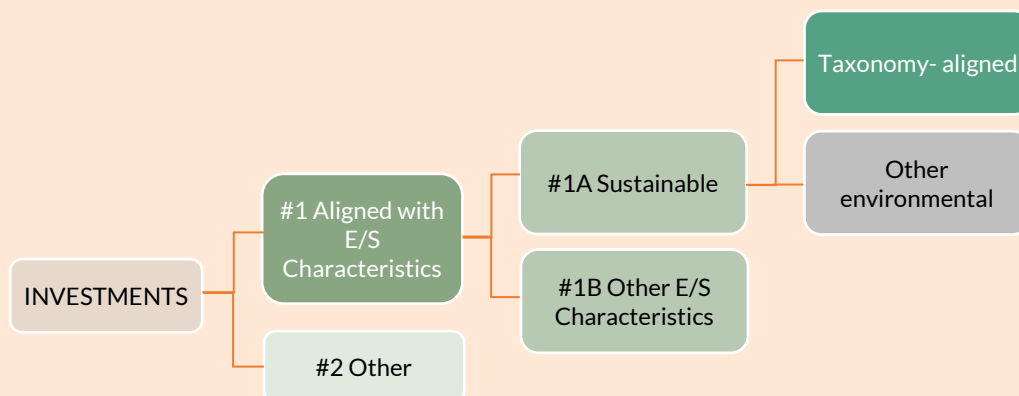 INVESTMENTS
#1 Aligned with
E/S
Characteristics
#2 Other
#1A Sustainable
#1B Other E/S
Characteristics
Taxonomy- aligned
Other
environmental